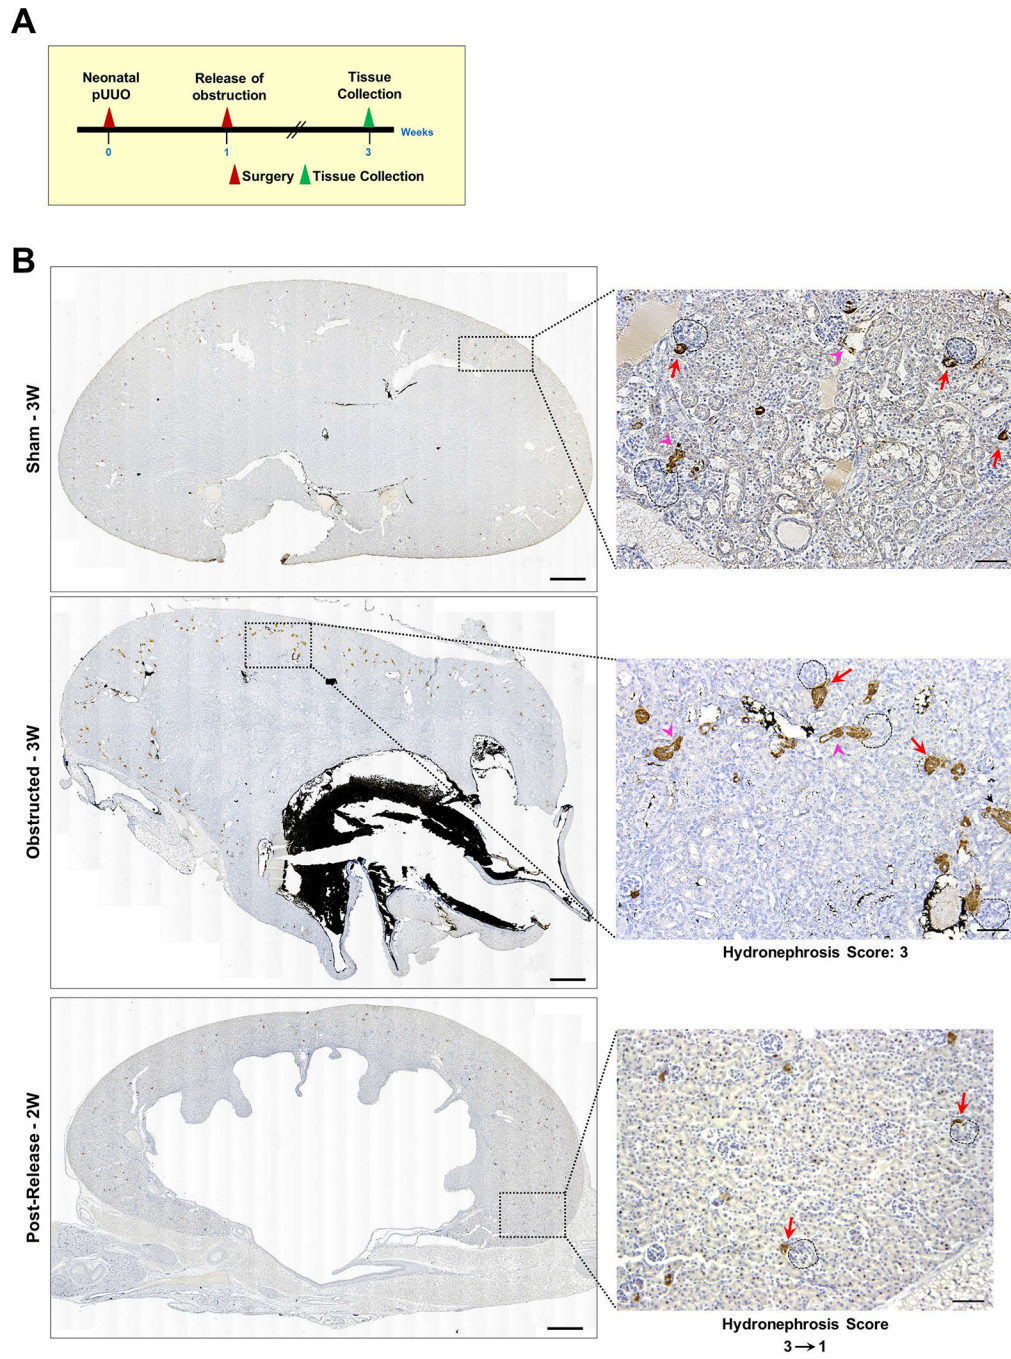 A
Neonatal
pUUO
Release of
obstruction
Tissue
Collection
Weeks
0
1
3
Surgery
Tissue Collection
B
Sham - 3W
Obstructed - 3W
Hydronephrosis Score: 3
Post-Release - 2W
Hydronephrosis Score
3 → 1